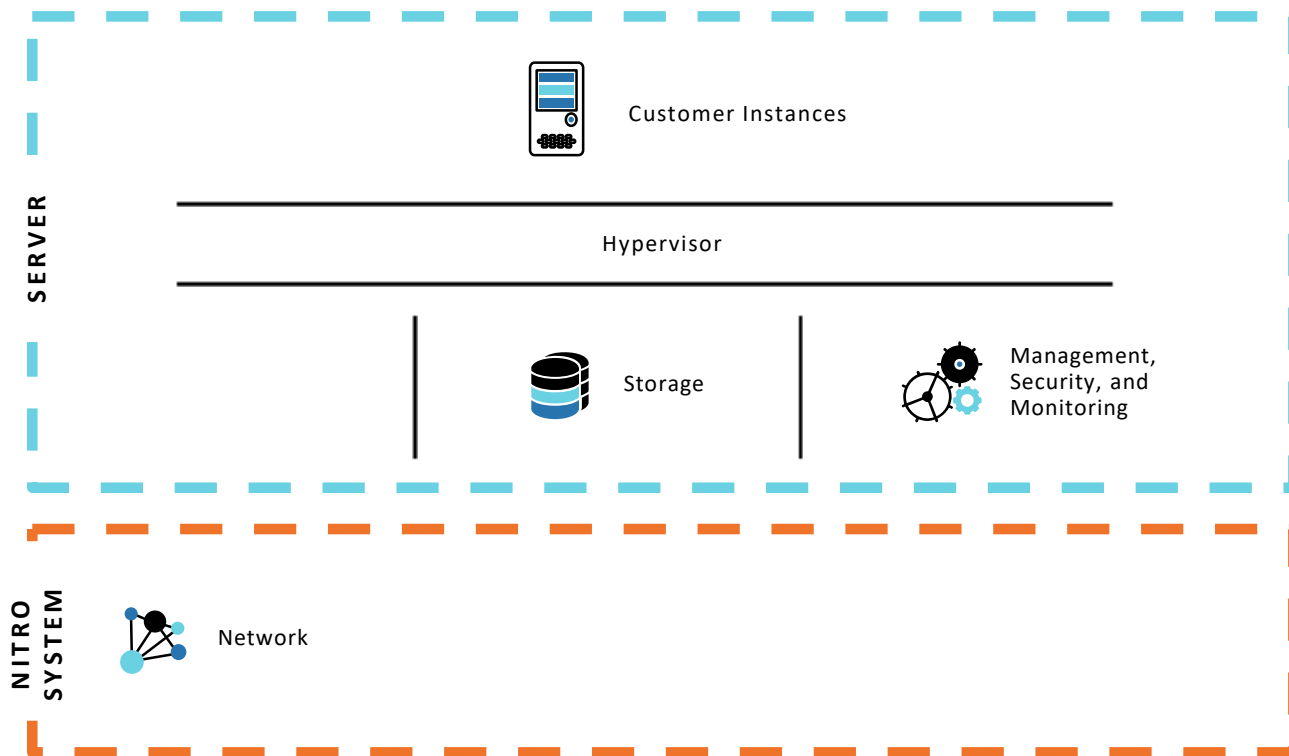 SERVER
Customer Instances
Hypervisor
Storage
Management,
Security, and
Monitoring
NITRO
SYSTEM
Network